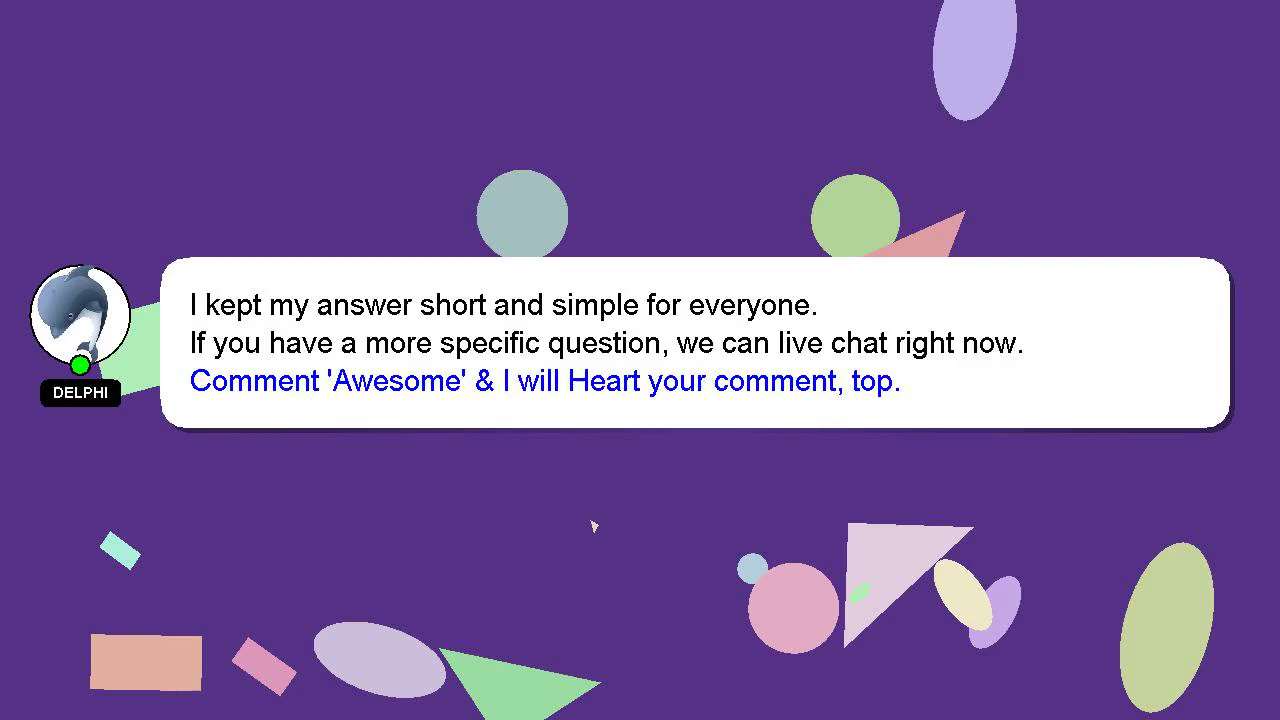 I kept my answer short and simple for everyone.
If you have a more specific question, we can live chat right now.
Comment 'Awesome' & I will Heart your comment, top.
DELPHI